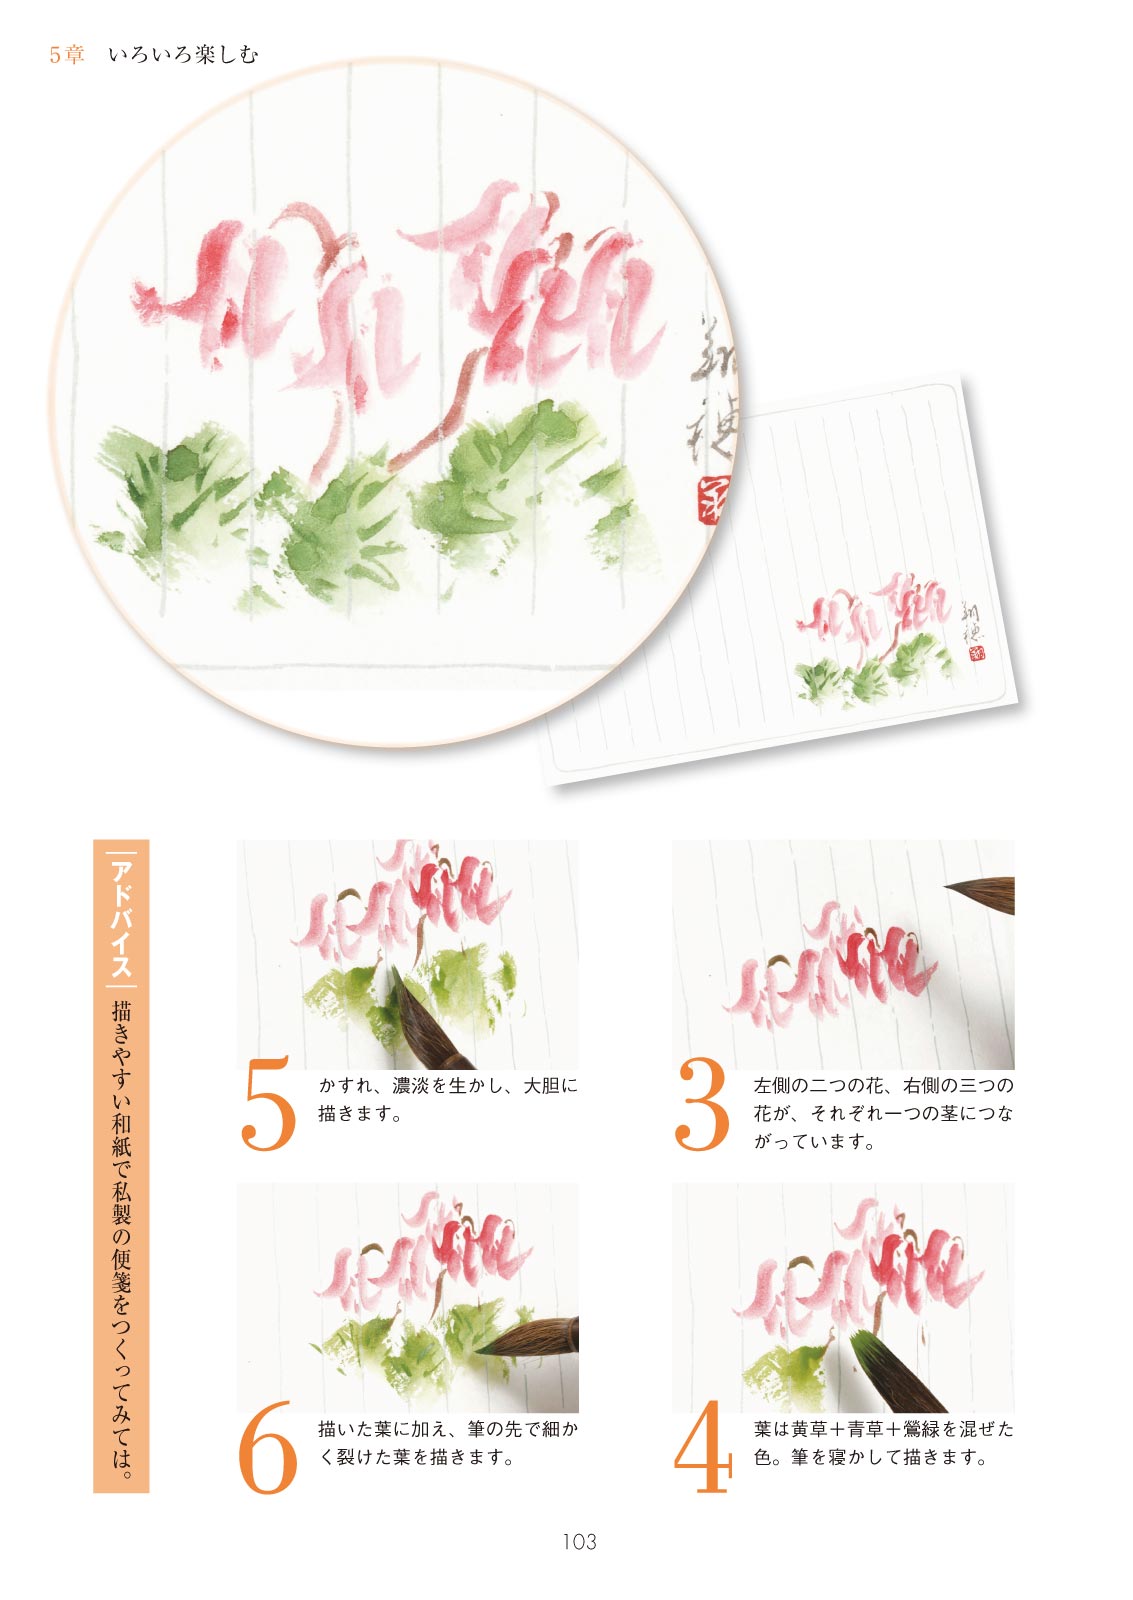 5章 いろいろ楽しむ
翔穂
翔穂
3
左側の二つの花、右側の三つの
花が、それぞれ一つの茎につな
がっています。
4
葉は黄草＋青草＋鶯緑を混ぜた
色。筆を寝かして描きます。
5
かすれ、濃淡を生かし、大胆に
描きます。
6
描いた葉に加え、筆の先で細か
く裂けた葉を描きます。
アドバイス 描きやすい和紙で私製の便箋をつくってみては。
103